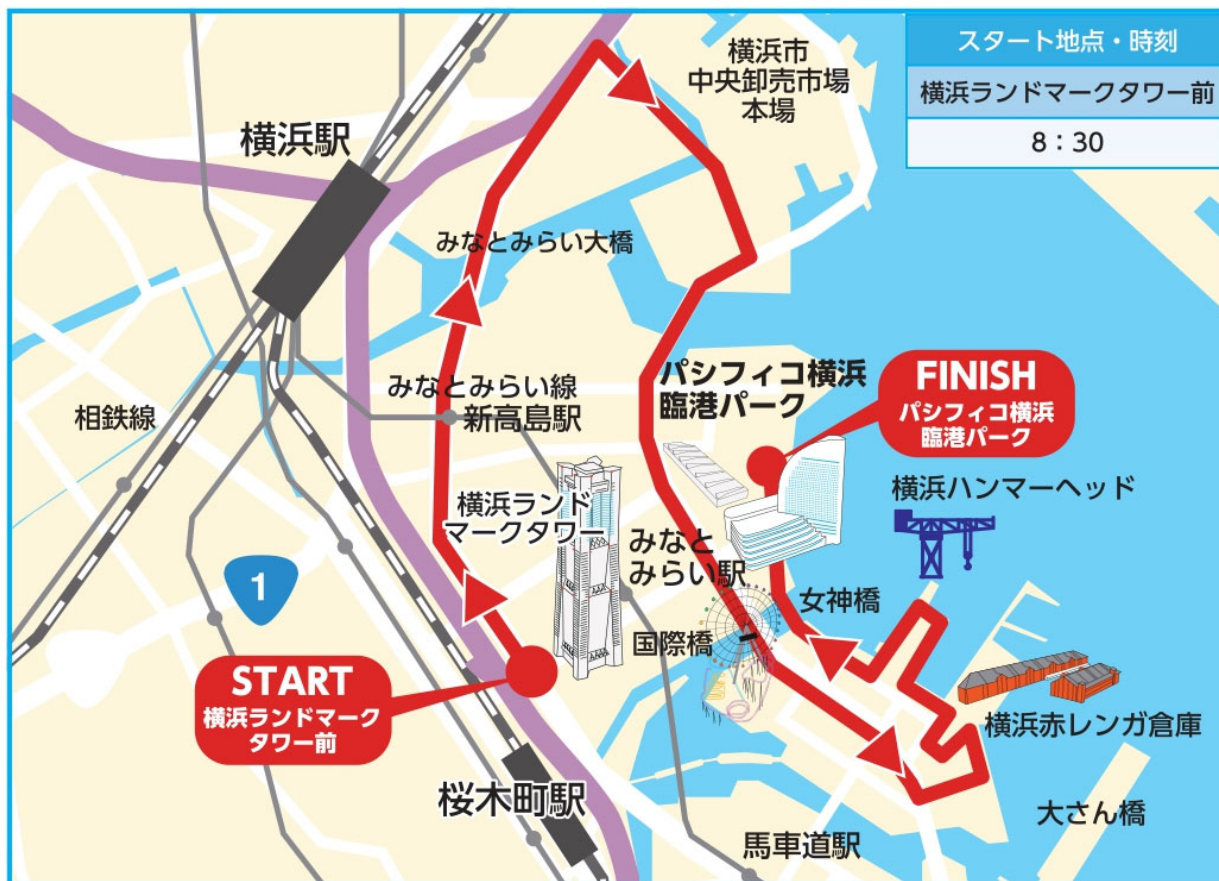 スタート地点・時刻
横浜ランドマークタワー前
8：30
横浜市
中央卸売市場
本場
横浜駅
みなとみらい大橋
みなとみらい線
新高島駅
相鉄線
パシフィコ横浜
臨港パーク
FINISH
パシフィコ横浜
臨港パーク
横浜ハンマーヘッド
横浜ランド
マークタワー
みなと
みらい駅
1
女神橋
国際橋
START
横浜ランドマーク
タワー前
横浜赤レンガ倉庫
桜木町駅
大さん橋
馬車道駅